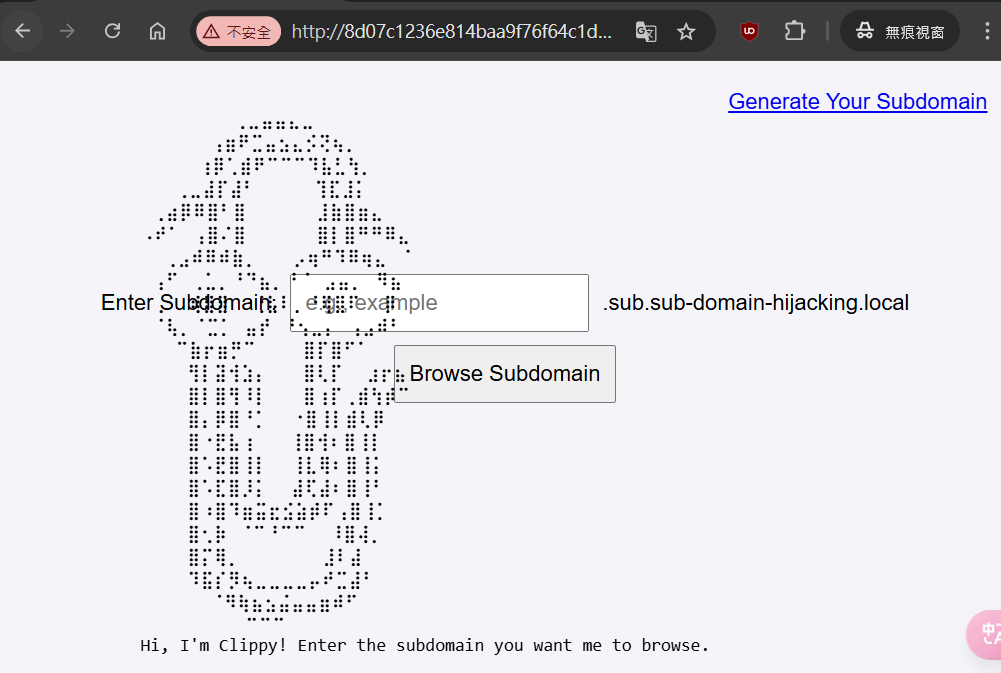 不安全 http://8d07c1236e814baa9f76f64c1d... 無痕視窗
Generate Your Subdomain
Enter Subdomain: e.g., example .sub.sub-domain-hijacking.local
Browse Subdomain
Hi, I'm Clippy! Enter the subdomain you want me to browse.